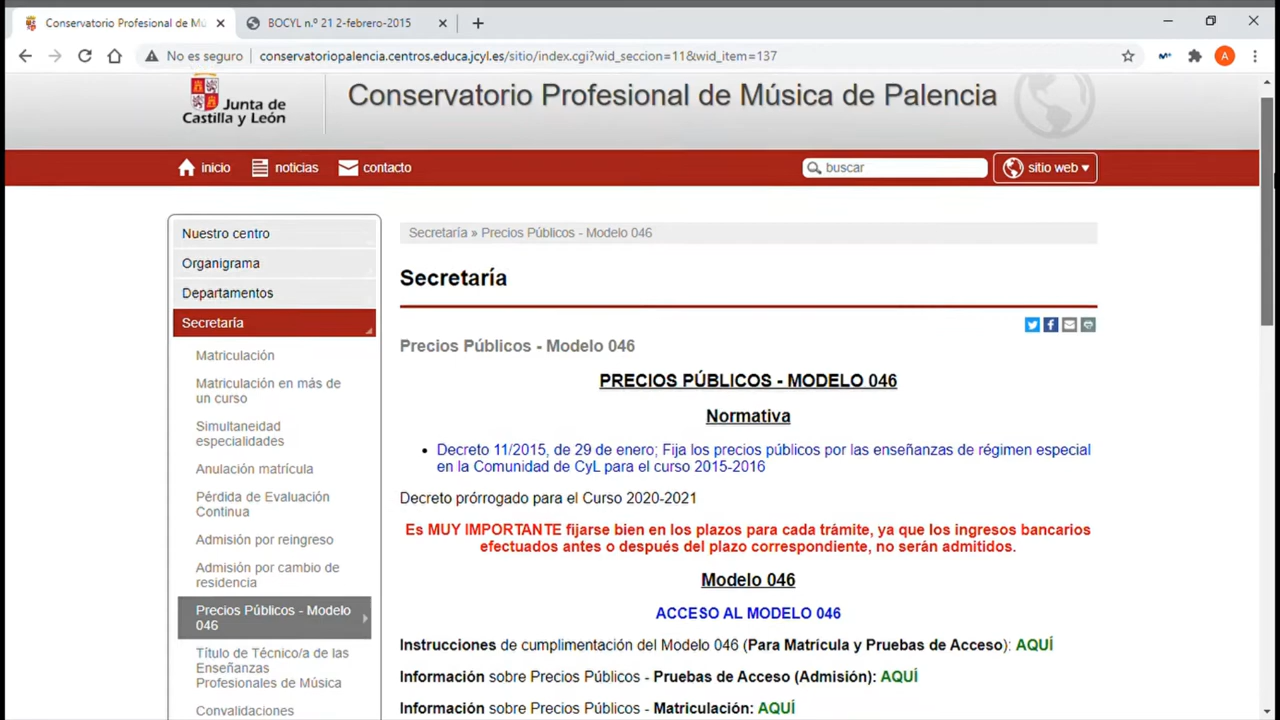 Conservatorio Profesional de Mú
BOCYL n.º 21 2-febrero-2015
No es seguro
conservatoriopalencia.centros.educa.jcyl.es/sitio/index.cgi?wid_seccion=11&wid_item=137
A
Junta de
Castilla y León
Conservatorio Profesional de Música de Palencia
inicio
noticias
contacto
buscar
sitio web
Nuestro centro
Organigrama
Departamentos
Secretaría
Matriculación
Matriculación en más de
un curso
Simultaneidad
especialidades
Anulación matrícula
Pérdida de Evaluación
Continua
Admisión por reingreso
Admisión por cambio de
residencia
Precios Públicos - Modelo
046
Título de Técnico/a de las
Enseñanzas
Profesionales de Música
Convalidaciones
Secretaría » Precios Públicos - Modelo 046
Secretaría
Precios Públicos - Modelo 046
PRECIOS PÚBLICOS - MODELO 046
Normativa
• Decreto 11/2015, de 29 de enero; Fija los precios públicos por las enseñanzas de régimen especial
en la Comunidad de CyL para el curso 2015-2016
Decreto prórrogado para el Curso 2020-2021
Es MUY IMPORTANTE fijarse bien en los plazos para cada trámite, ya que los ingresos bancarios
efectuados antes o después del plazo correspondiente, no serán admitidos.
Modelo 046
ACCESO AL MODELO 046
Instrucciones de cumplimentación del Modelo 046 (Para Matrícula y Pruebas de Acceso): AQUÍ
Información sobre Precios Públicos - Pruebas de Acceso (Admisión): AQUÍ
Información sobre Precios Públicos - Matriculación: AQUÍ